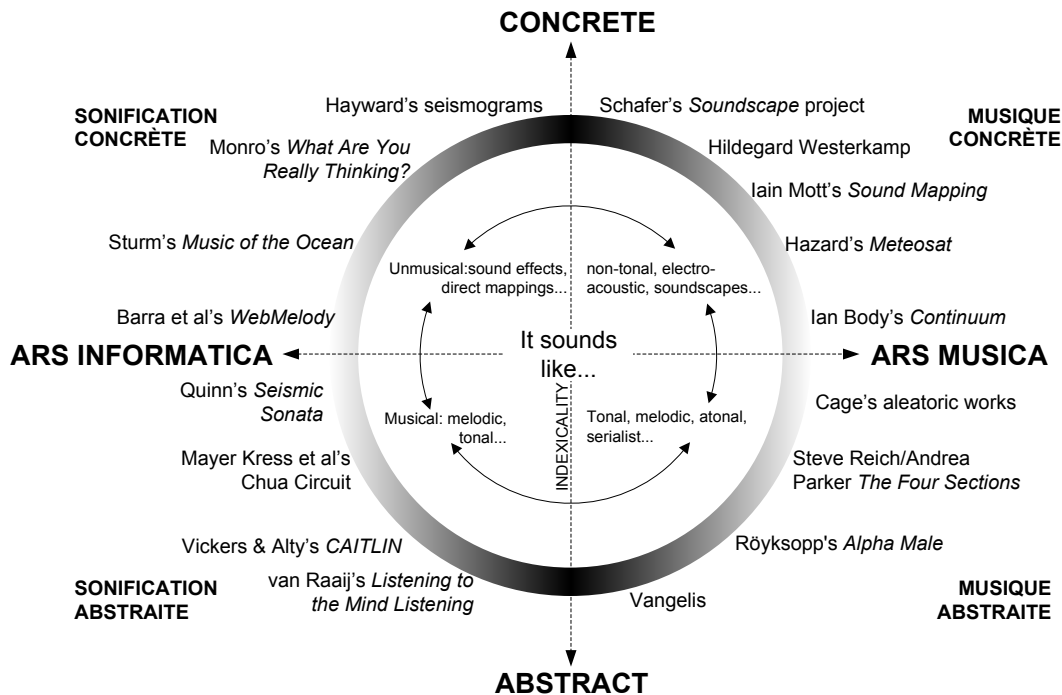 CONCRETE
SONIFICATION
CONCRÈTE
Hayward's seismograms
Schafer's Soundscape project
MUSIQUE
CONCRÈTE
Monro's What Are You
Really Thinking?
Hildegard Westerkamp
Iain Mott's Sound Mapping
Sturm's Music of the Ocean
Hazard's Meteosat
Unmusical:sound effects,
direct mappings...
non-tonal, electro-
acoustic, soundscapes...
Barra et al's WebMelody
Ian Body's Continuum
ARS INFORMATICA
It sounds
like...
ARS MUSICA
Quinn's Seismic
Sonata
Cage's aleatoric works
Musical: melodic,
tonal...
INDEXICALITY
Tonal, melodic, atonal,
serialist...
Mayer Kress et al's
Chua Circuit
Steve Reich/Andrea
Parker The Four Sections
Vickers & Alty's CAITLIN
Röyksopp's Alpha Male
SONIFICATION
ABSTRAITE
van Raaij's Listening to
the Mind Listening
Vangelis
MUSIQUE
ABSTRAITE
ABSTRACT